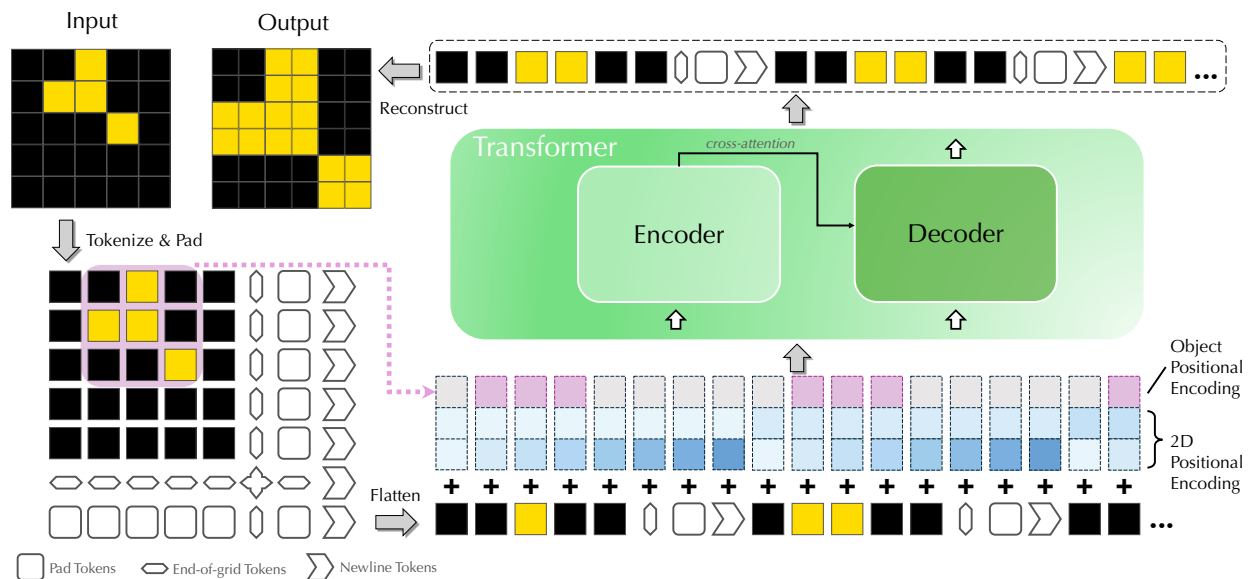 Input
Output
Reconstruct
Transformer
cross-attention
Encoder
Decoder
Tokenize & Pad
Object
Positional
Encoding
2D
Positional
Encoding
+ + + + + + + + + + + + + + + + + +
Flatten
...
...
Pad Tokens
End-of-grid Tokens
Newline Tokens